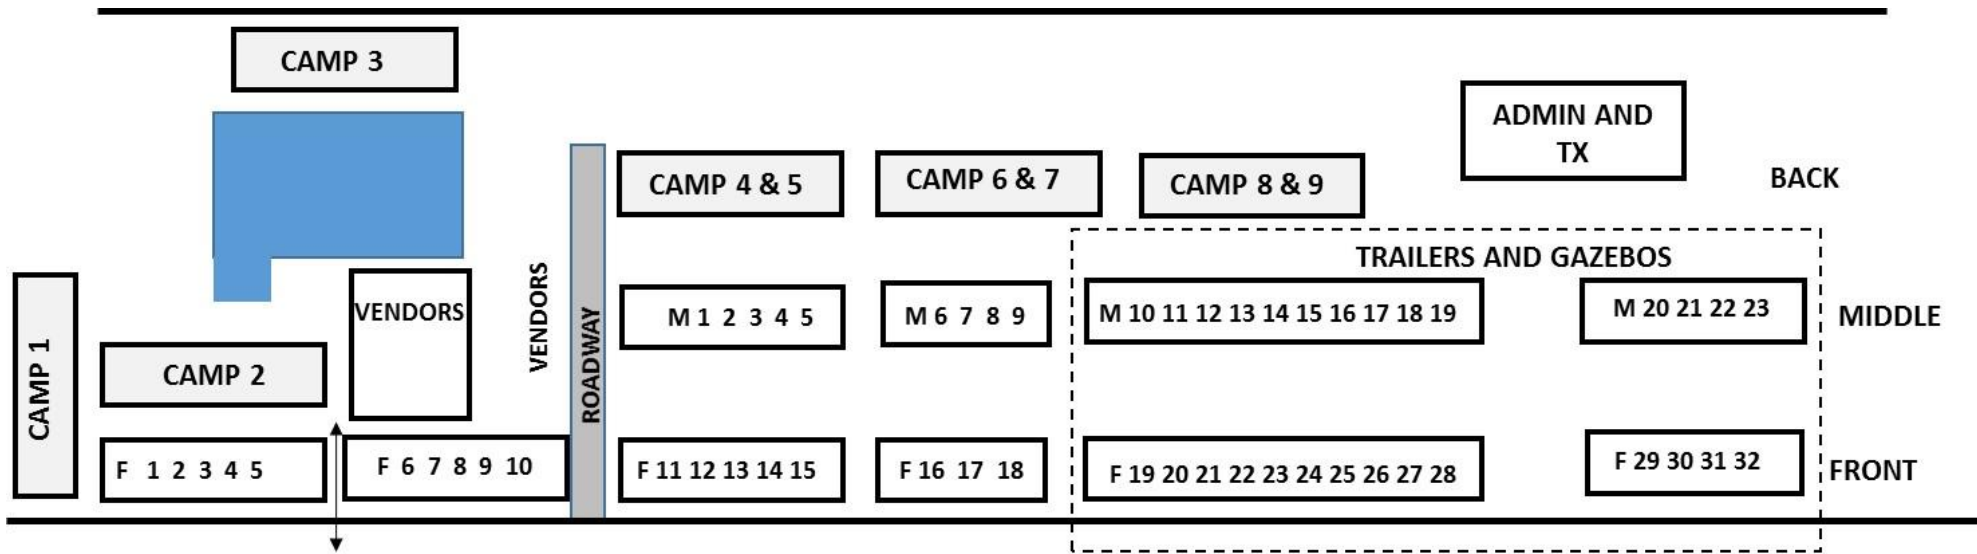 CAMP 3
ADMIN AND
TX
CAMP 4 & 5
CAMP 6 & 7
CAMP 8 & 9
BACK
TRAILERS AND GAZEBOS
VENDORS
VENDORS
ROADWAY
M 1 2 3 4 5
M 6 7 8 9
M 10 11 12 13 14 15 16 17 18 19
M 20 21 22 23
MIDDLE
CAMP 1
CAMP 2
F 1 2 3 4 5
F 6 7 8 9 10
F 11 12 13 14 15
F 16 17 18
F 19 20 21 22 23 24 25 26 27 28
F 29 30 31 32
FRONT